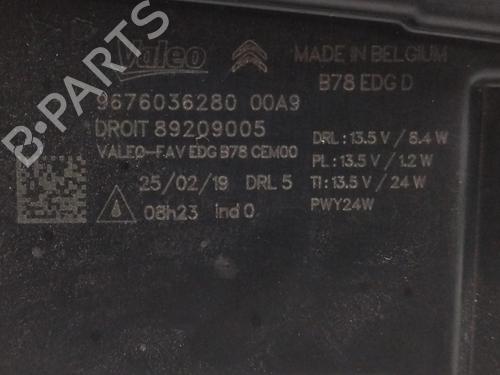 Valeo
MADE IN BELGIUM
B78 EDG D
9676036280 00A9
DROIT 89209005
VALEO-FAV EDG B78 CEM00
DRL : 13.5 V / 8.4 W
PL : 13.5 V / 1.2 W
TI : 13.5 V / 24 W
PWY24W
25/02/19 DRL 5
08h23 ind 0
B-PARTS